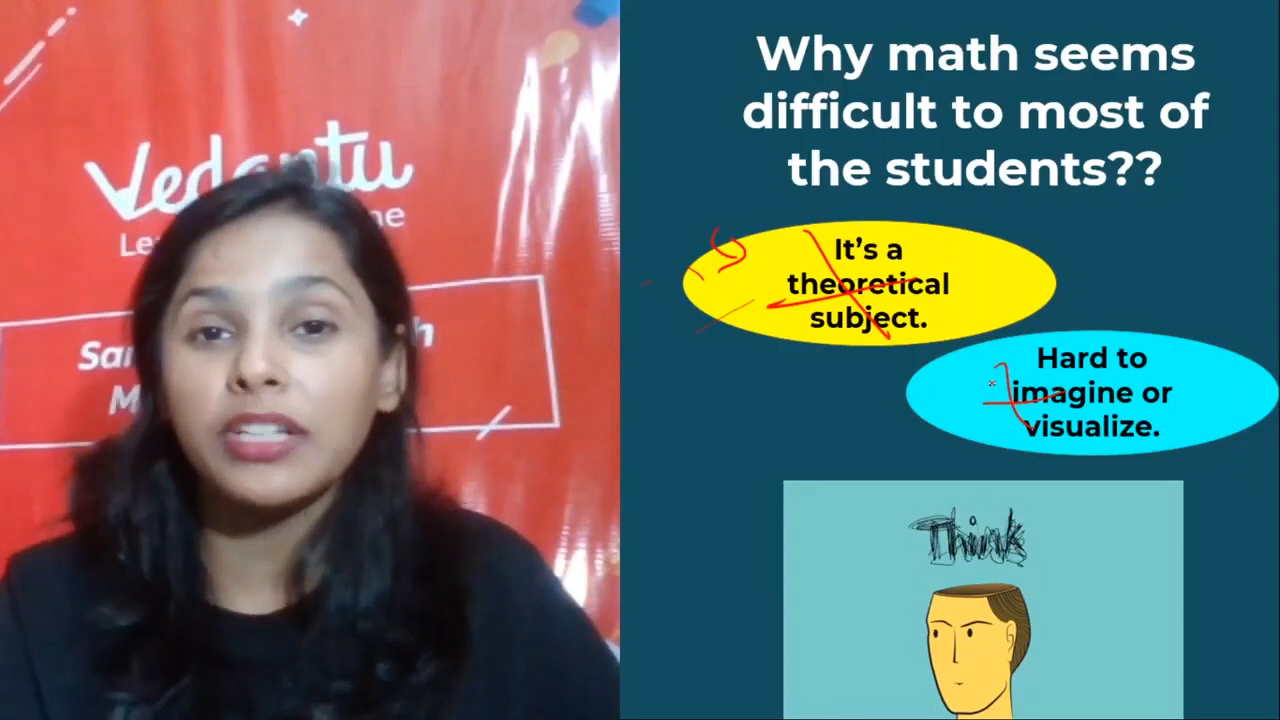 Vedantu
Why math seems
difficult to most of
the students??
It's a
theoretical
subject.
Hard to
imagine or
visualize.
Think